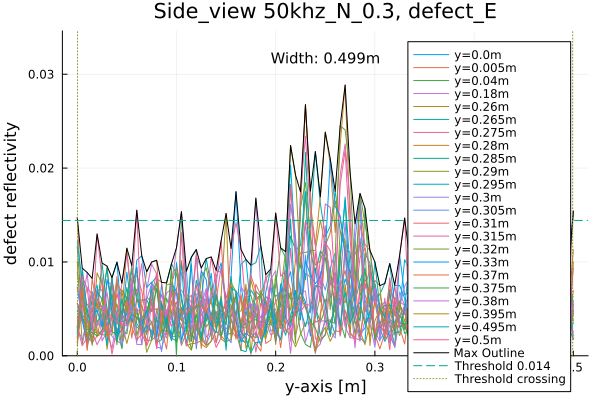 Side_view 50khz_N_0.3, defect_E
Width: 0.499m
defect reflectivity
0.03
0.02
0.01
0.00
0.0
0.1
0.2
0.3
.5
y-axis [m]
y=0.0m
y=0.005m
y=0.04m
y=0.18m
y=0.26m
y=0.265m
y=0.275m
y=0.28m
y=0.285m
y=0.29m
y=0.295m
y=0.3m
y=0.305m
y=0.31m
y=0.315m
y=0.32m
y=0.33m
y=0.37m
y=0.375m
y=0.38m
y=0.395m
y=0.495m
y=0.5m
Max Outline
Threshold 0.014
Threshold crossing